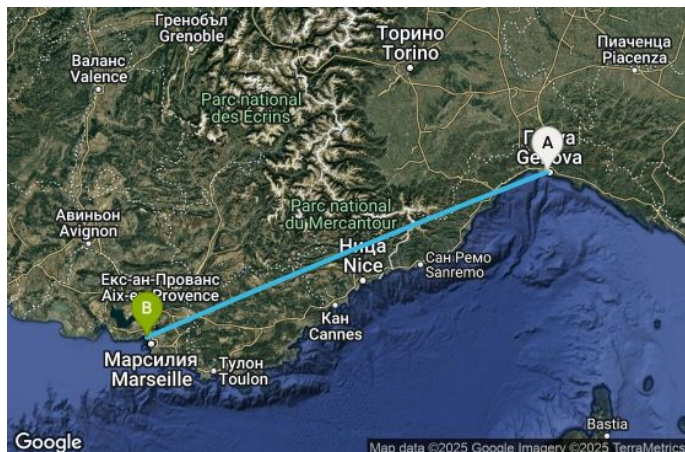 Гренобъл
Grenoble
Торино
Torino
Пиаченца
Piacenza
Валанс
Valence
Parc national
des Écrins
A
Genova
Parc national
du Mercantour
Авиньон
Avignon
Ница
Nice
Сан Ремо
Sanremo
Екс-ан-Прованс
Aix-en-Provence
B
Кан
Cannes
Марсилия
Marseille
Тулон
Toulon
Bastia
Google
Map data ©2025 Google Imagery ©2025 TerraMetrics